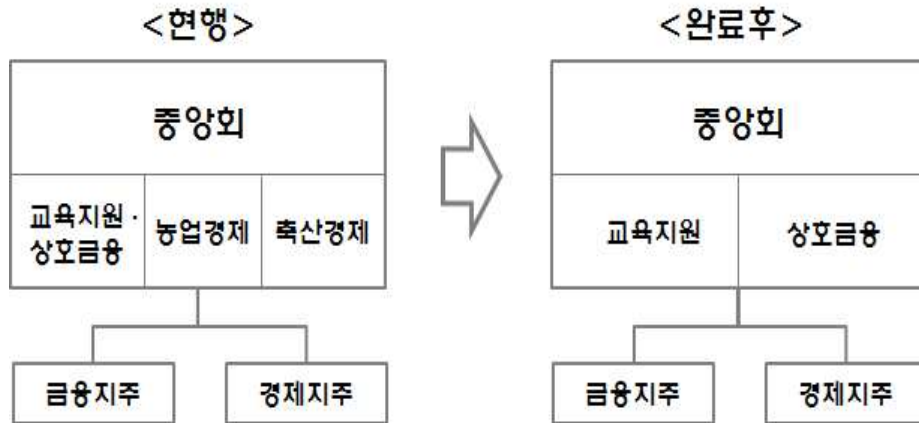 <현행>
중앙회
교육지원·
상호금융
농업경제
축산경제
금융지주
경제지주
<완료후>
중앙회
교육지원
상호금융
금융지주
경제지주